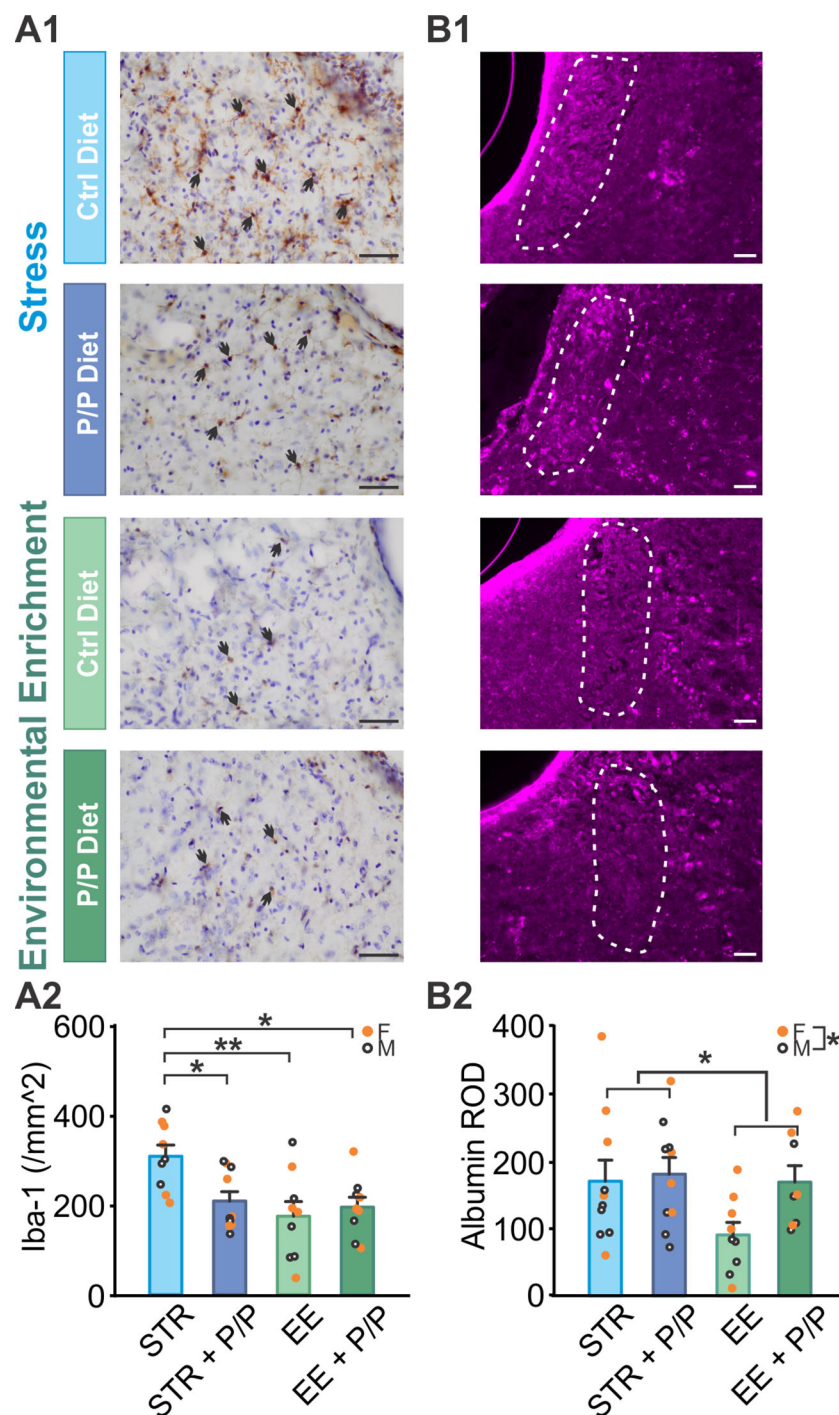 A1
B1
Stress
Ctrl Diet
P/P Diet
Environmental Enrichment
Ctrl Diet
P/P Diet
A2
Iba-1 (/mm^2)
600
400
200
0
*
**
*
F
M
STR
STR + P/P
EE
EE + P/P
B2
Albumin ROD
400
300
200
100
0
*
F
M
*
STR
STR + P/P
EE
EE + P/P